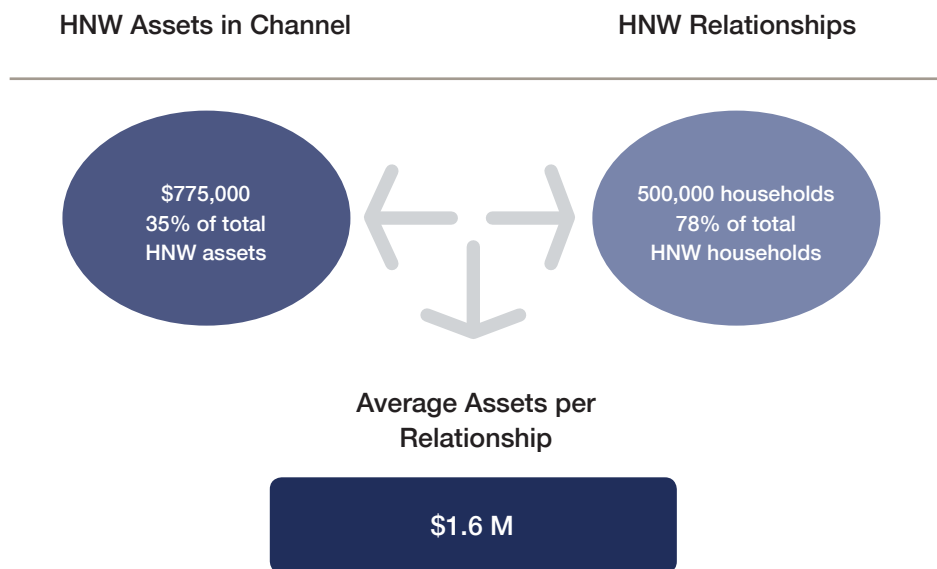 HNW Assets in Channel
HNW Relationships
$775,000
35% of total
HNW assets
500,000 households
78% of total
HNW households
Average Assets per
Relationship
$1.6 M